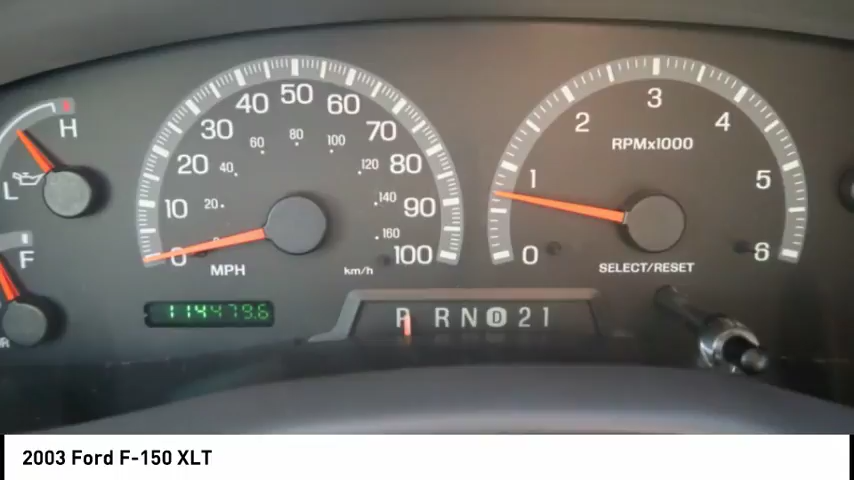 H
L
F
0 10 20 30 40 50 60 70 80 90 100
20 40 60 80 100 120 140 160
MPH
km/h
114479.6
0 1 2 3 4 5 6
RPMx1000
SELECT/RESET
P R N D 2 1
2003 Ford F-150 XLT